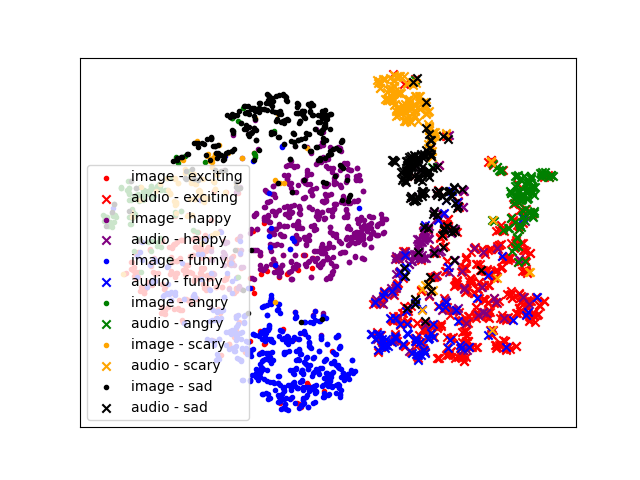 image - exciting
audio - exciting
image - happy
audio - happy
image - funny
audio - funny
image - angry
audio - angry
image - scary
audio - scary
image - sad
audio - sad